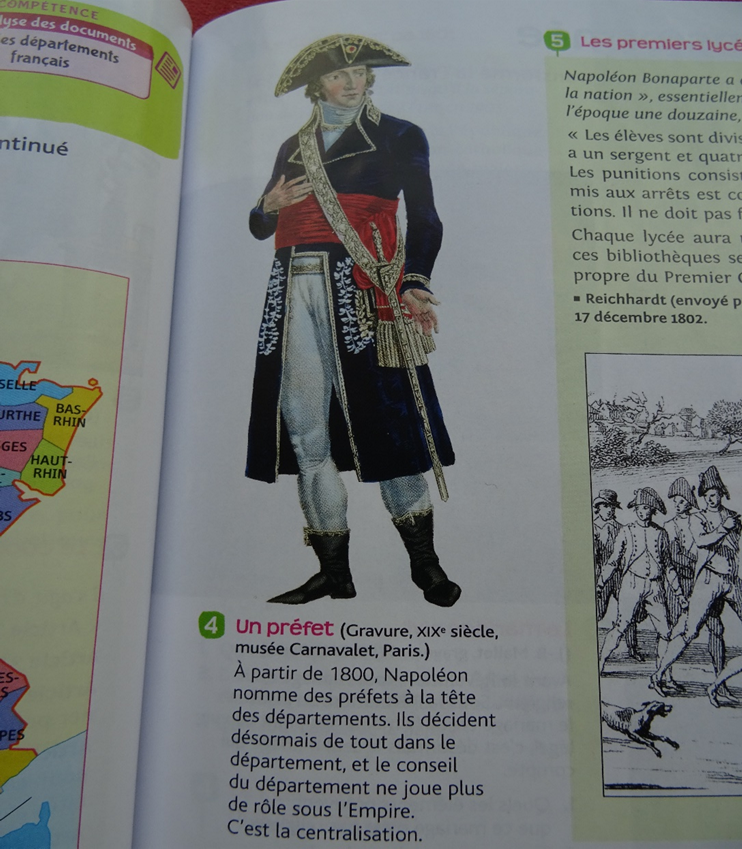 COMPÉTENCE
lyse des documents
es départements
français
ntinué
SELLE
URTHE
BAS-
RHIN
GES
HAUT-
RHIN
BS
ES-
S
PES
4 Un préfet (Gravure, XIXe siècle,
musée Carnavalet, Paris.)
À partir de 1800, Napoléon
nomme des préfets à la tête
des départements. Ils décident
désormais de tout dans le
département, et le conseil
du département ne joue plus
de rôle sous l'Empire.
C'est la centralisation.
5 Les premiers lycé
Napoléon Bonaparte a
la nation », essentieller
l'époque une douzaine,
« Les élèves sont divis
a un sergent et quatr
Les punitions consist
mis aux arrêts est co
tions. Il ne doit pas f
Chaque lycée aura
ces bibliothèques se
propre du Premier C
▪ Reichhardt (envoyé p
17 décembre 1802.